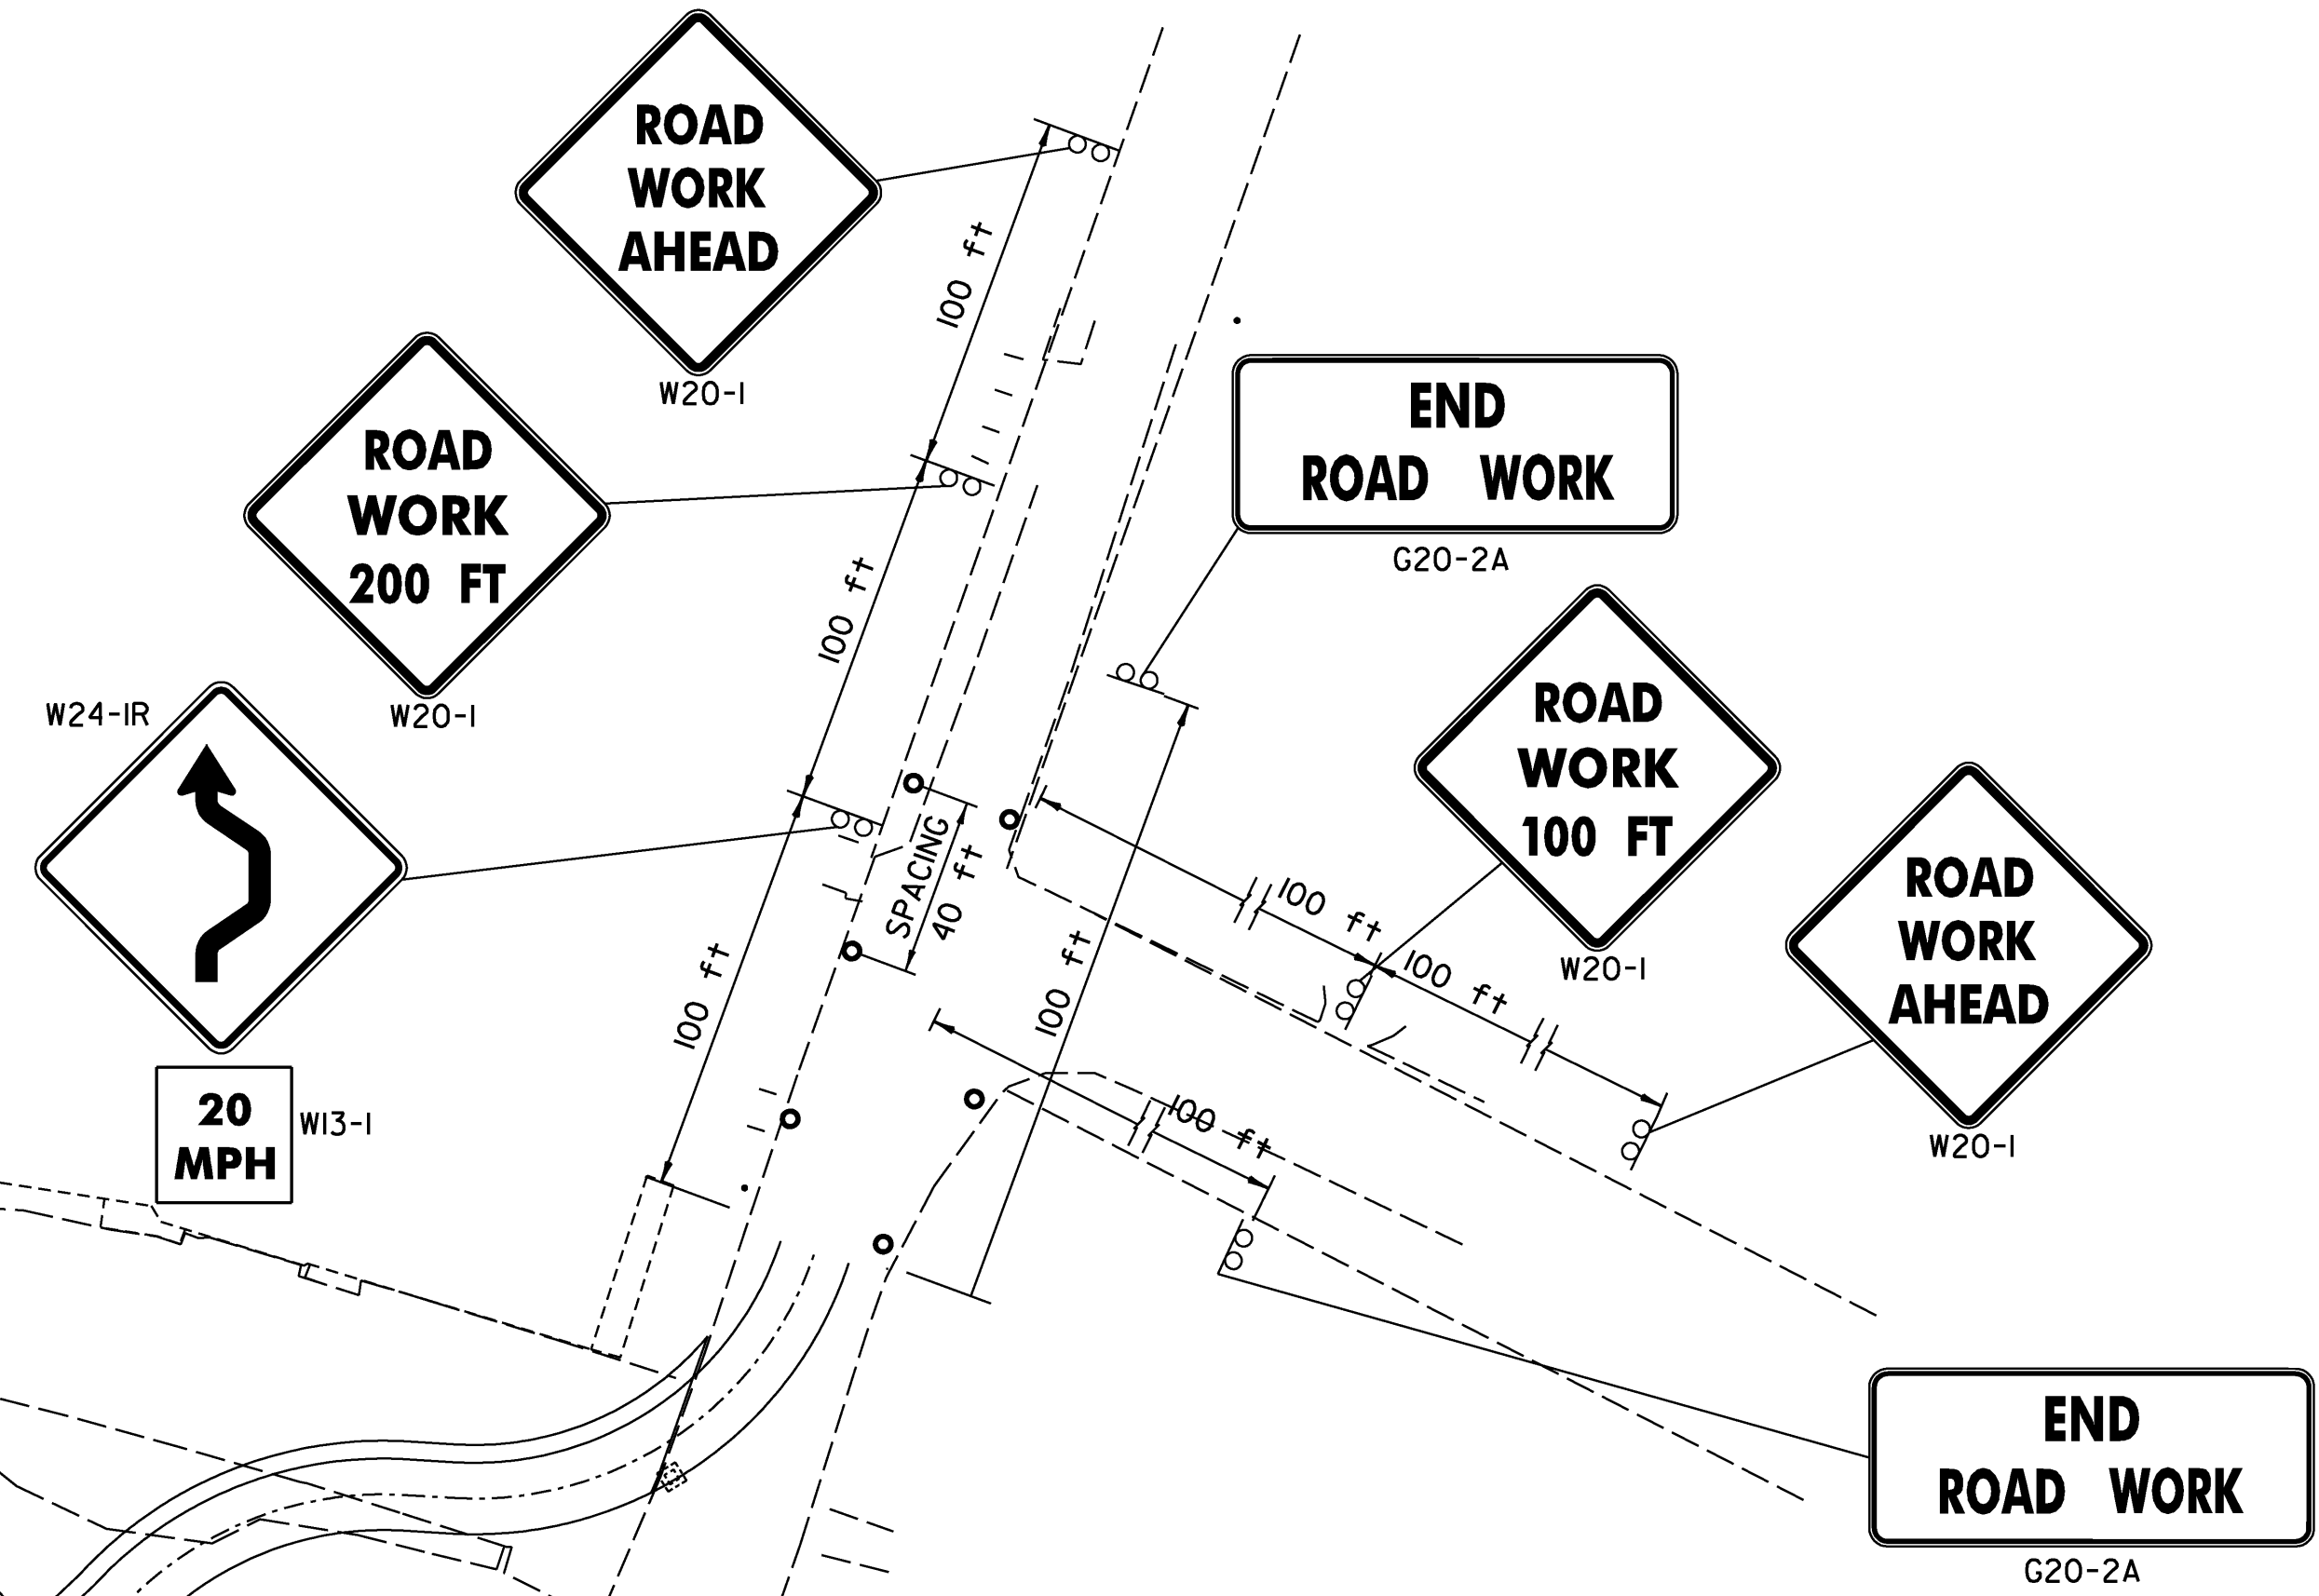 ROAD
WORK
AHEAD
W20-1
100 ft
ROAD
WORK
200 FT
W20-1
100 ft
END
ROAD WORK
G20-2A
W24-1R
20
MPH
W13-1
100 ft
SPACING
40 ft
100 ft
ROAD
WORK
100 FT
W20-1
100 ft
100 ft
ROAD
WORK
AHEAD
W20-1
100 ft
END
ROAD WORK
G20-2A